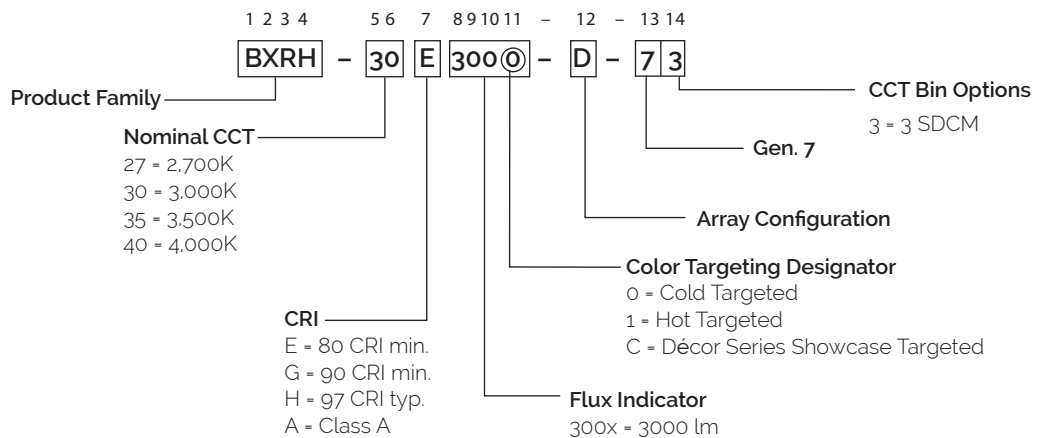 1 2 3 4 5 6 7 8 9 10 11 – 12 – 13 14
BXRH – 30 E 3000 – D – 7 3
Product Family
CCT Bin Options
3 = 3 SDCM
Nominal CCT
27 = 2,700K
30 = 3,000K
35 = 3,500K
40 = 4,000K
Gen. 7
Array Configuration
Color Targeting Designator
0 = Cold Targeted
1 = Hot Targeted
C = Décor Series Showcase Targeted
CRI
E = 80 CRI min.
G = 90 CRI min.
H = 97 CRI typ.
A = Class A
Flux Indicator
300x = 3000 lm